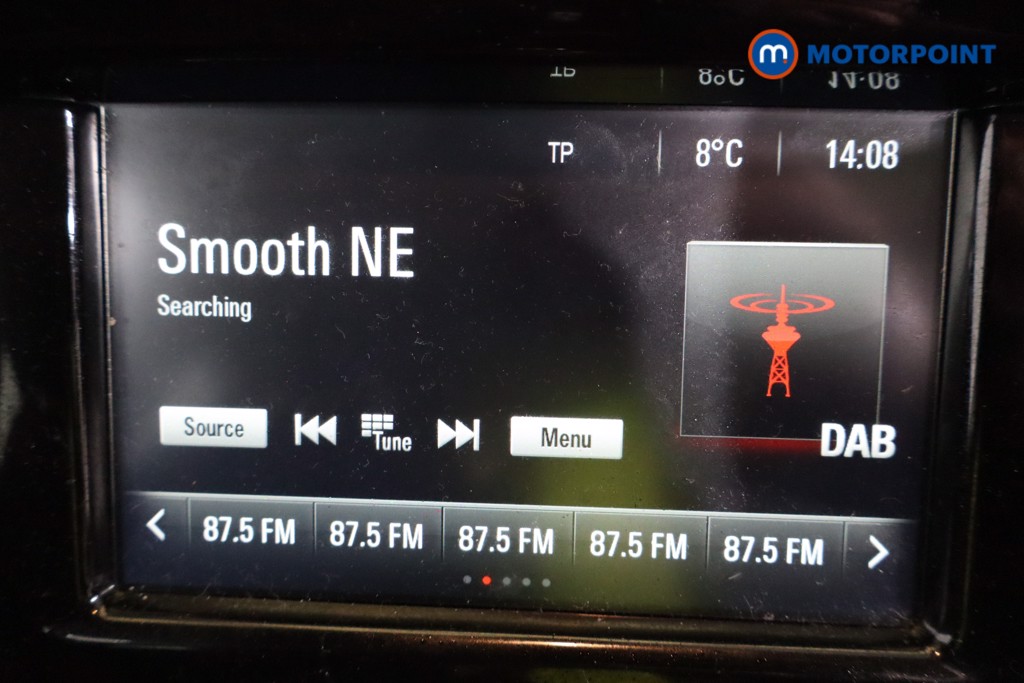 m MOTORPOINT
TP 8°C 14:08
Smooth NE
Searching
Source Tune Menu
DAB
87.5 FM 87.5 FM 87.5 FM 87.5 FM 87.5 FM